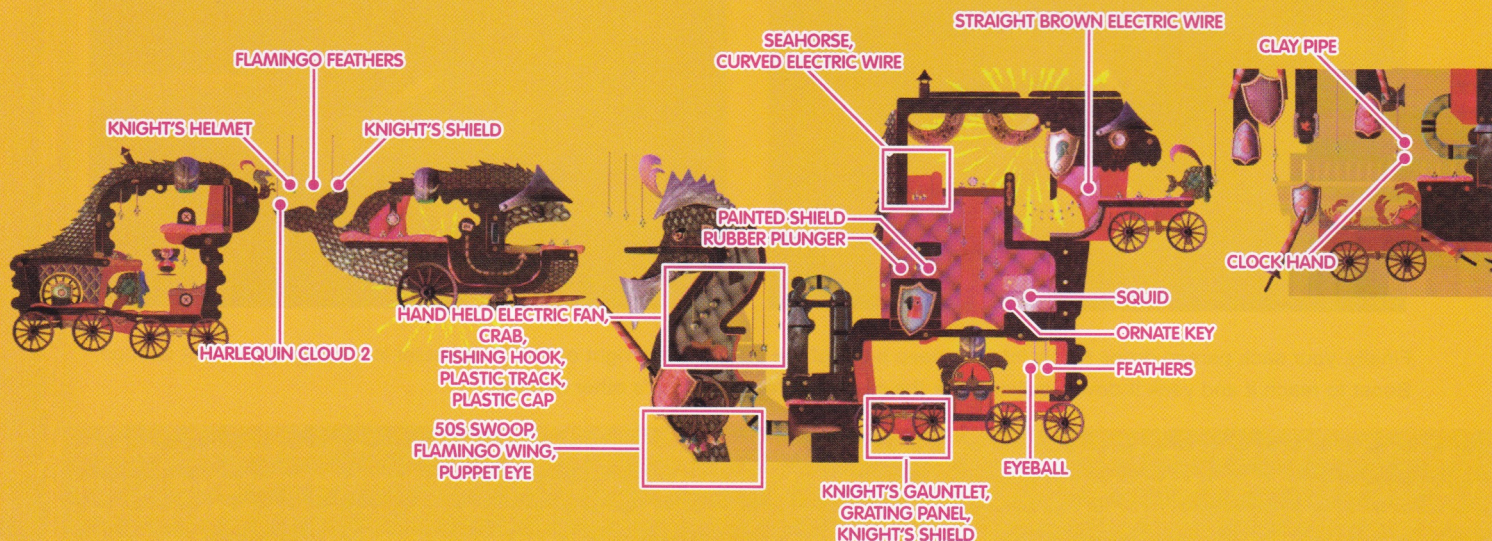 STRAIGHT BROWN ELECTRIC WIRE
SEAHORSE,
CURVED ELECTRIC WIRE
CLAY PIPE
FLAMINGO FEATHERS
KNIGHT'S HELMET
KNIGHT'S SHIELD
PAINTED SHIELD
RUBBER PLUNGER
CLOCK HAND
SQUID
HAND HELD ELECTRIC FAN,
CRAB,
FISHING HOOK,
PLASTIC TRACK,
PLASTIC CAP
ORNATE KEY
HARLEQUIN CLOUD 2
FEATHERS
50S SWOOP,
FLAMINGO WING,
PUPPET EYE
EYEBALL
KNIGHT'S GAUNTLET,
GRATING PANEL,
KNIGHT'S SHIELD